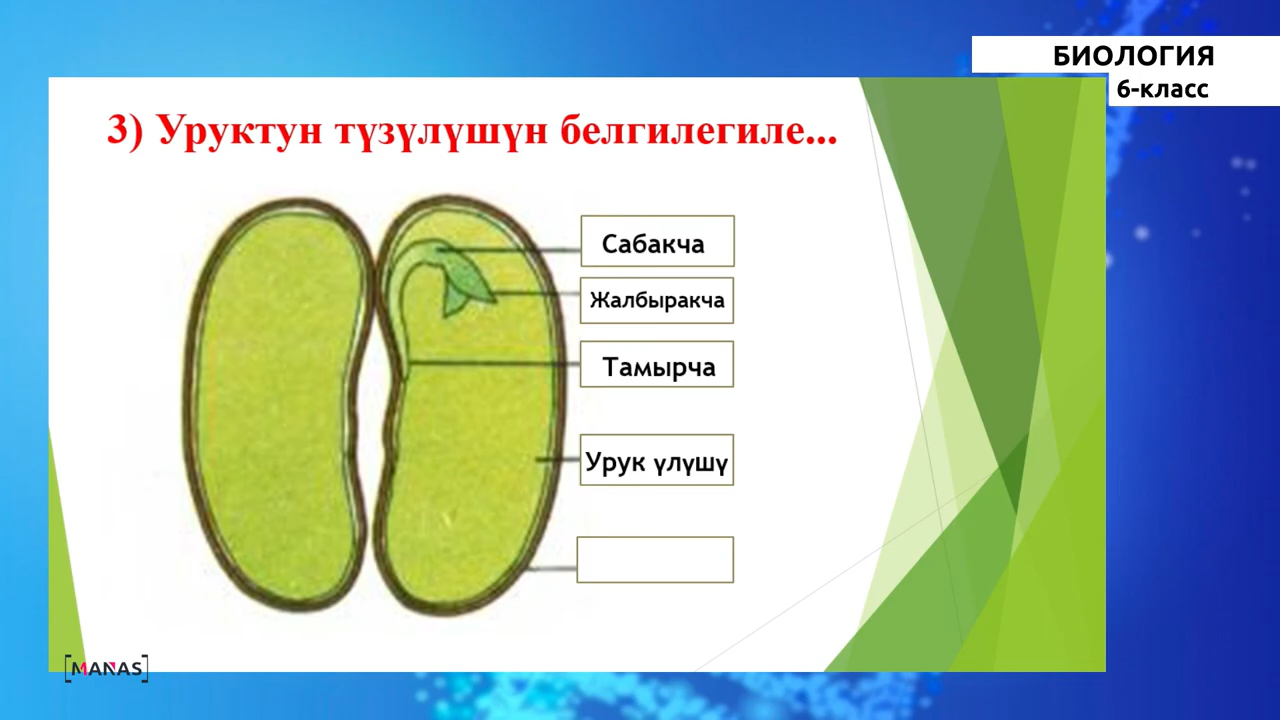 БИОЛОГИЯ
6-класс
3) Уруктун түзүлүшүн белгилегиле...
Сабакча
Жалбыракча
Тамырча
Урук үлүшү
[MANAS]